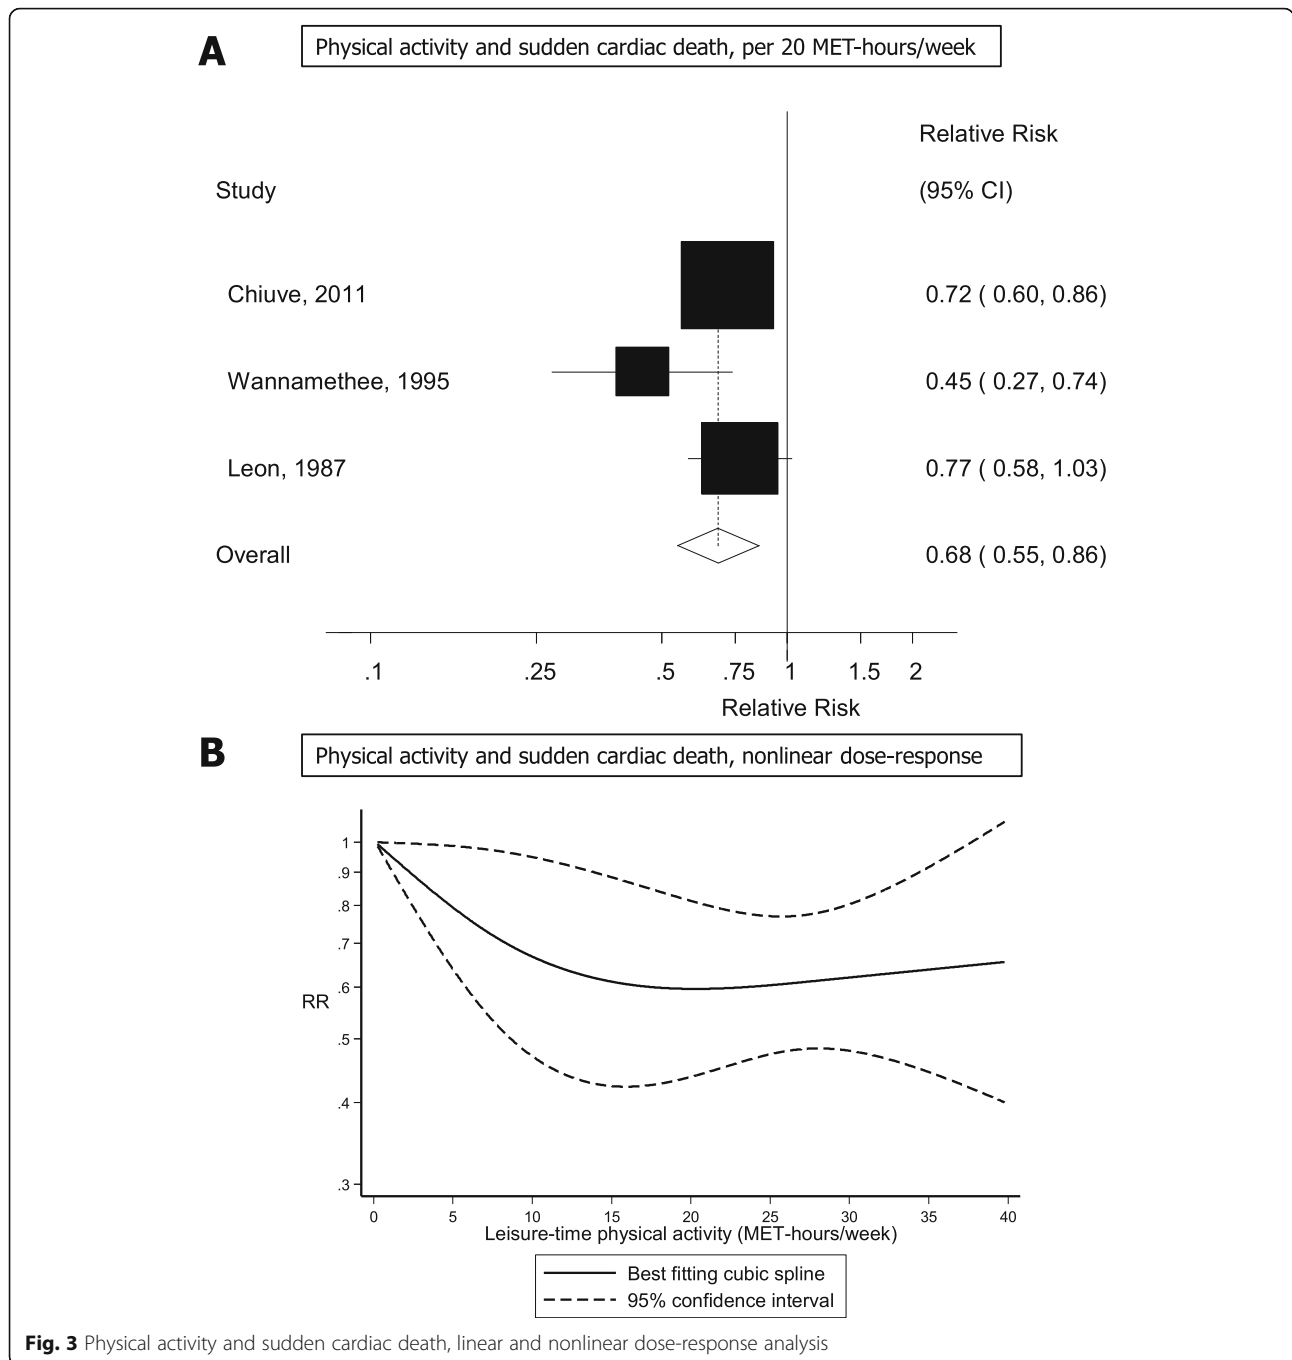 A
Physical activity and sudden cardiac death, per 20 MET-hours/week
Relative Risk
Study (95% CI)
Chiuve, 2011 0.72 ( 0.60, 0.86)
Wannamethee, 1995 0.45 ( 0.27, 0.74)
Leon, 1987 0.77 ( 0.58, 1.03)
Overall 0.68 ( 0.55, 0.86)
.1 .25 .5 .75 1 1.5 2
Relative Risk
B
Physical activity and sudden cardiac death, nonlinear dose-response
1
.9
.8
.7
.6
RR
.5
.4
.3
0 5 10 15 20 25 30 35 40
Leisure-time physical activity (MET-hours/week)
Best fitting cubic spline
95% confidence interval
Fig. 3 Physical activity and sudden cardiac death, linear and nonlinear dose-response analysis